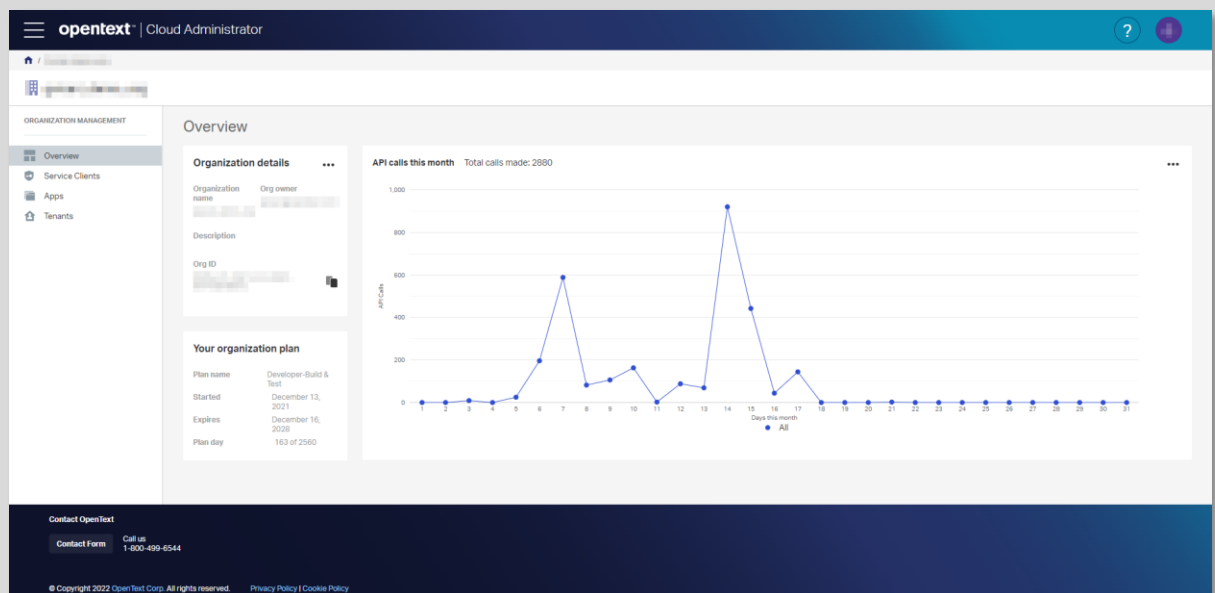 opentext™ | Cloud Administrator
?
/
ORGANIZATION MANAGEMENT
Overview
Service Clients
Apps
Tenants
Overview
Organization details
Organization name
Org owner
Description
Org ID
Your organization plan
Plan name
Developer-Build &
Test
Started
December 13,
2021
Expires
December 16,
2028
Plan day
163 of 2560
API calls this month Total calls made: 2880
1,000
800
600
400
200
0
API Calls
1 2 3 4 5 6 7 8 9 10 11 12 13 14 15 16 17 18 19 20 21 22 23 24 25 26 27 28 29 30 31
Days this month
All
Contact OpenText
Contact Form
Call us
1-800-499-6544
© Copyright 2022 OpenText Corp. All rights reserved. Privacy Policy | Cookie Policy